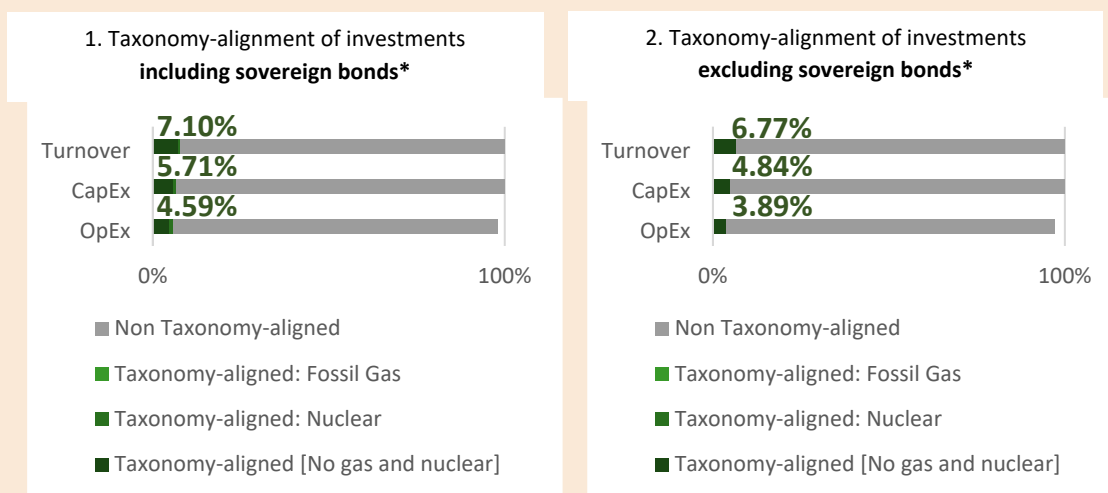 1. Taxonomy-alignment of investments
including sovereign bonds*
7.10%
Turnover
5.71%
CapEx
4.59%
OpEx
0%
100%
Non Taxonomy-aligned
Taxonomy-aligned: Fossil Gas
Taxonomy-aligned: Nuclear
Taxonomy-aligned [No gas and nuclear]
2. Taxonomy-alignment of investments
excluding sovereign bonds*
6.77%
Turnover
4.84%
CapEx
3.89%
OpEx
0%
100%
Non Taxonomy-aligned
Taxonomy-aligned: Fossil Gas
Taxonomy-aligned: Nuclear
Taxonomy-aligned [No gas and nuclear]